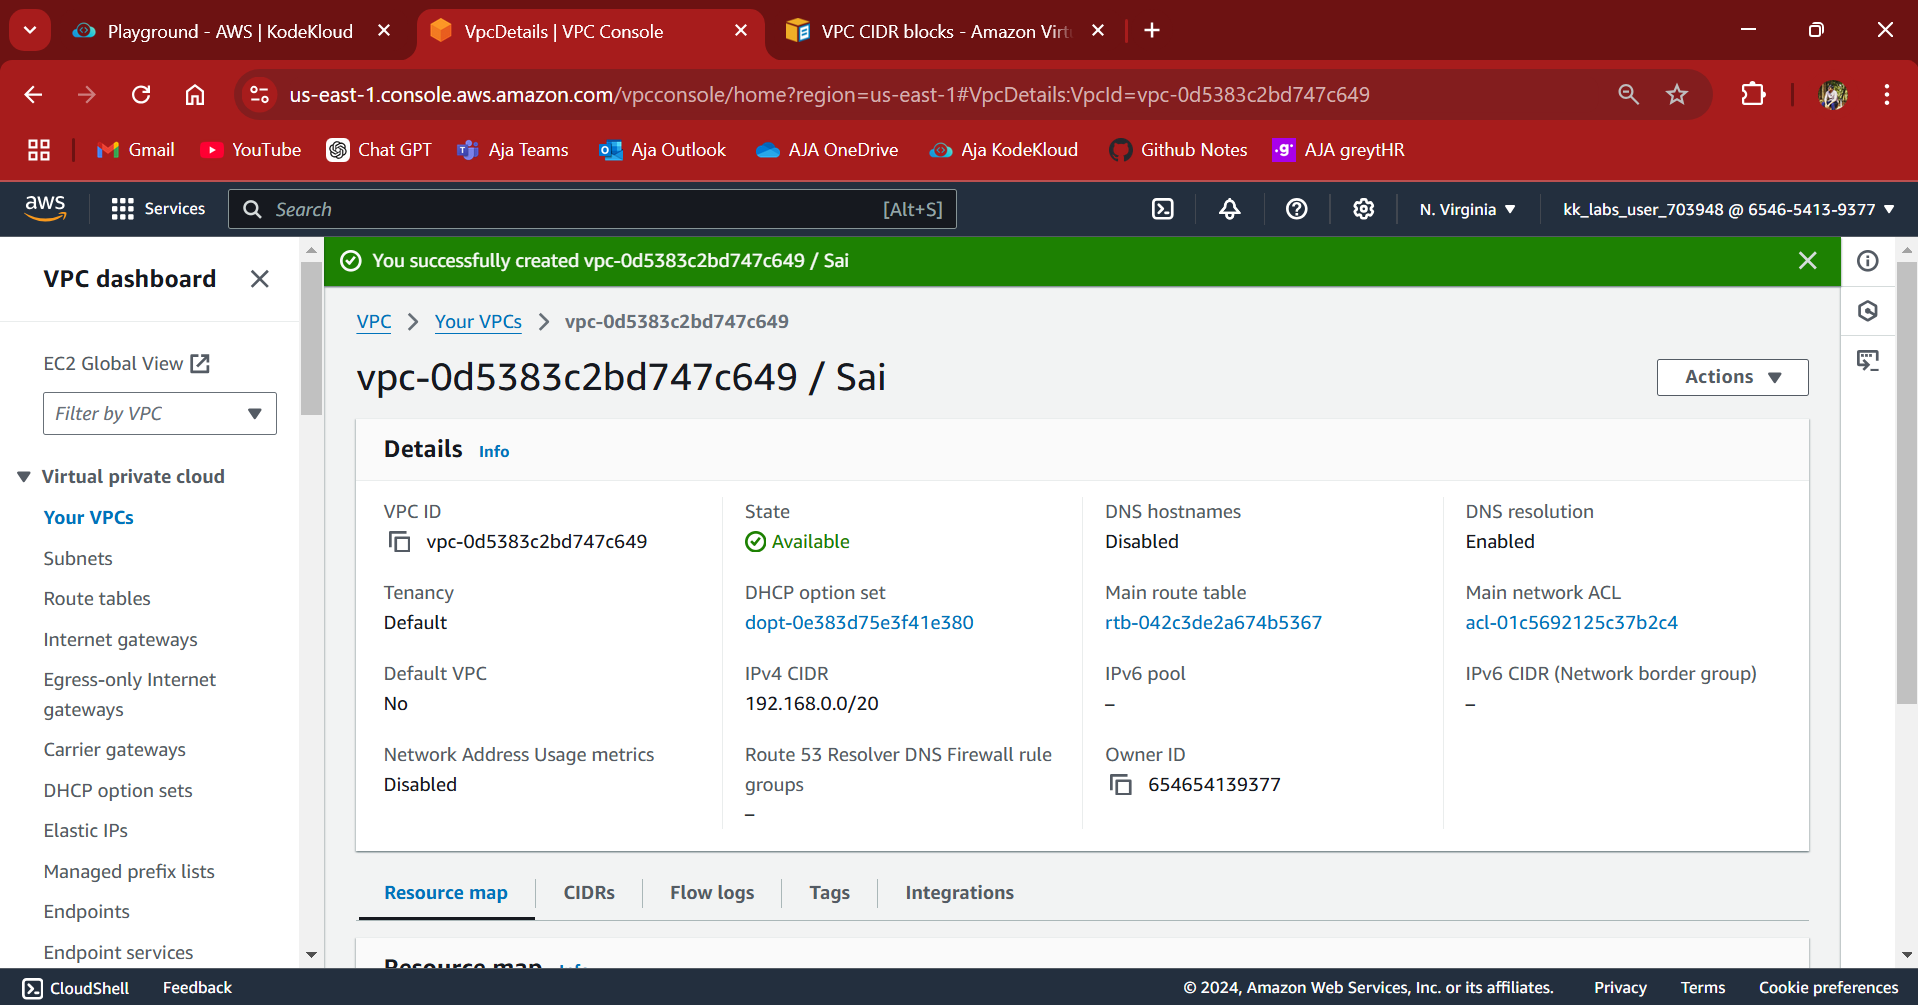 Playground - AWS | KodeKloud
VpcDetails | VPC Console
VPC CIDR blocks - Amazon Virt
us-east-1.console.aws.amazon.com/vpcconsole/home?region=us-east-1#VpcDetails:VpcId=vpc-0d5383c2bd747c649
Gmail
YouTube
Chat GPT
Aja Teams
Aja Outlook
AJA OneDrive
Aja KodeKloud
Github Notes
AJA greytHR
aws
Services
Search
[Alt+S]
N. Virginia
kk_labs_user_703948 @ 6546-5413-9377
VPC dashboard
EC2 Global View
Filter by VPC
Virtual private cloud
Your VPCs
Subnets
Route tables
Internet gateways
Egress-only Internet
gateways
Carrier gateways
DHCP option sets
Elastic IPs
Managed prefix lists
Endpoints
Endpoint services
You successfully created vpc-0d5383c2bd747c649 / Sai
VPC
Your VPCs
vpc-0d5383c2bd747c649
vpc-0d5383c2bd747c649 / Sai
Actions
Details Info
VPC ID
vpc-0d5383c2bd747c649
State
Available
DNS hostnames
Disabled
DNS resolution
Enabled
Tenancy
Default
DHCP option set
dopt-0e383d75e3f41e380
Main route table
rtb-042c3de2a674b5367
Main network ACL
acl-01c5692125c37b2c4
Default VPC
No
IPv4 CIDR
192.168.0.0/20
IPv6 pool
–
IPv6 CIDR (Network border group)
–
Network Address Usage metrics
Disabled
Route 53 Resolver DNS Firewall rule
groups
–
Owner ID
654654139377
Resource map
CIDRs
Flow logs
Tags
Integrations
Resource map Info
CloudShell
Feedback
© 2024, Amazon Web Services, Inc. or its affiliates.
Privacy
Terms
Cookie preferences